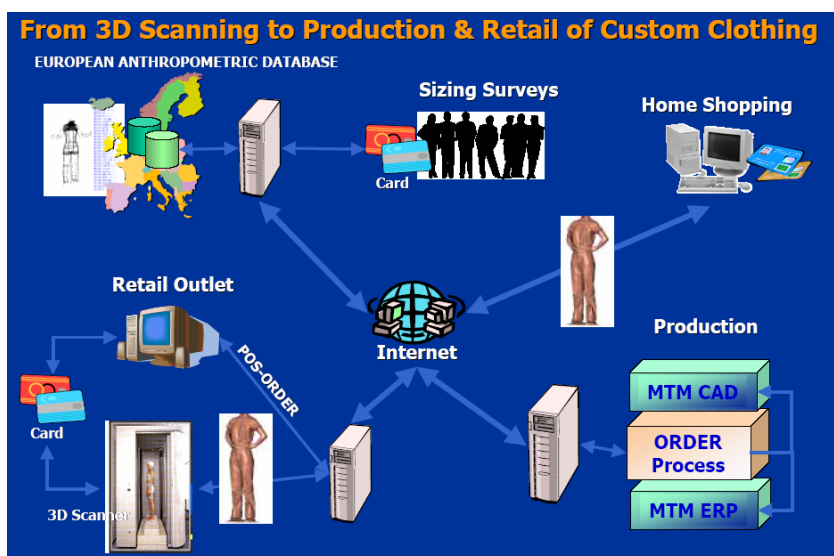 From 3D Scanning to Production & Retail of Custom Clothing
EUROPEAN ANTHROPOMETRIC DATABASE
Sizing Surveys
Home Shopping
Card
Retail Outlet
Internet
Production
POS-ORDER
MTM CAD
Card
ORDER
Process
3D Scanner
MTM ERP